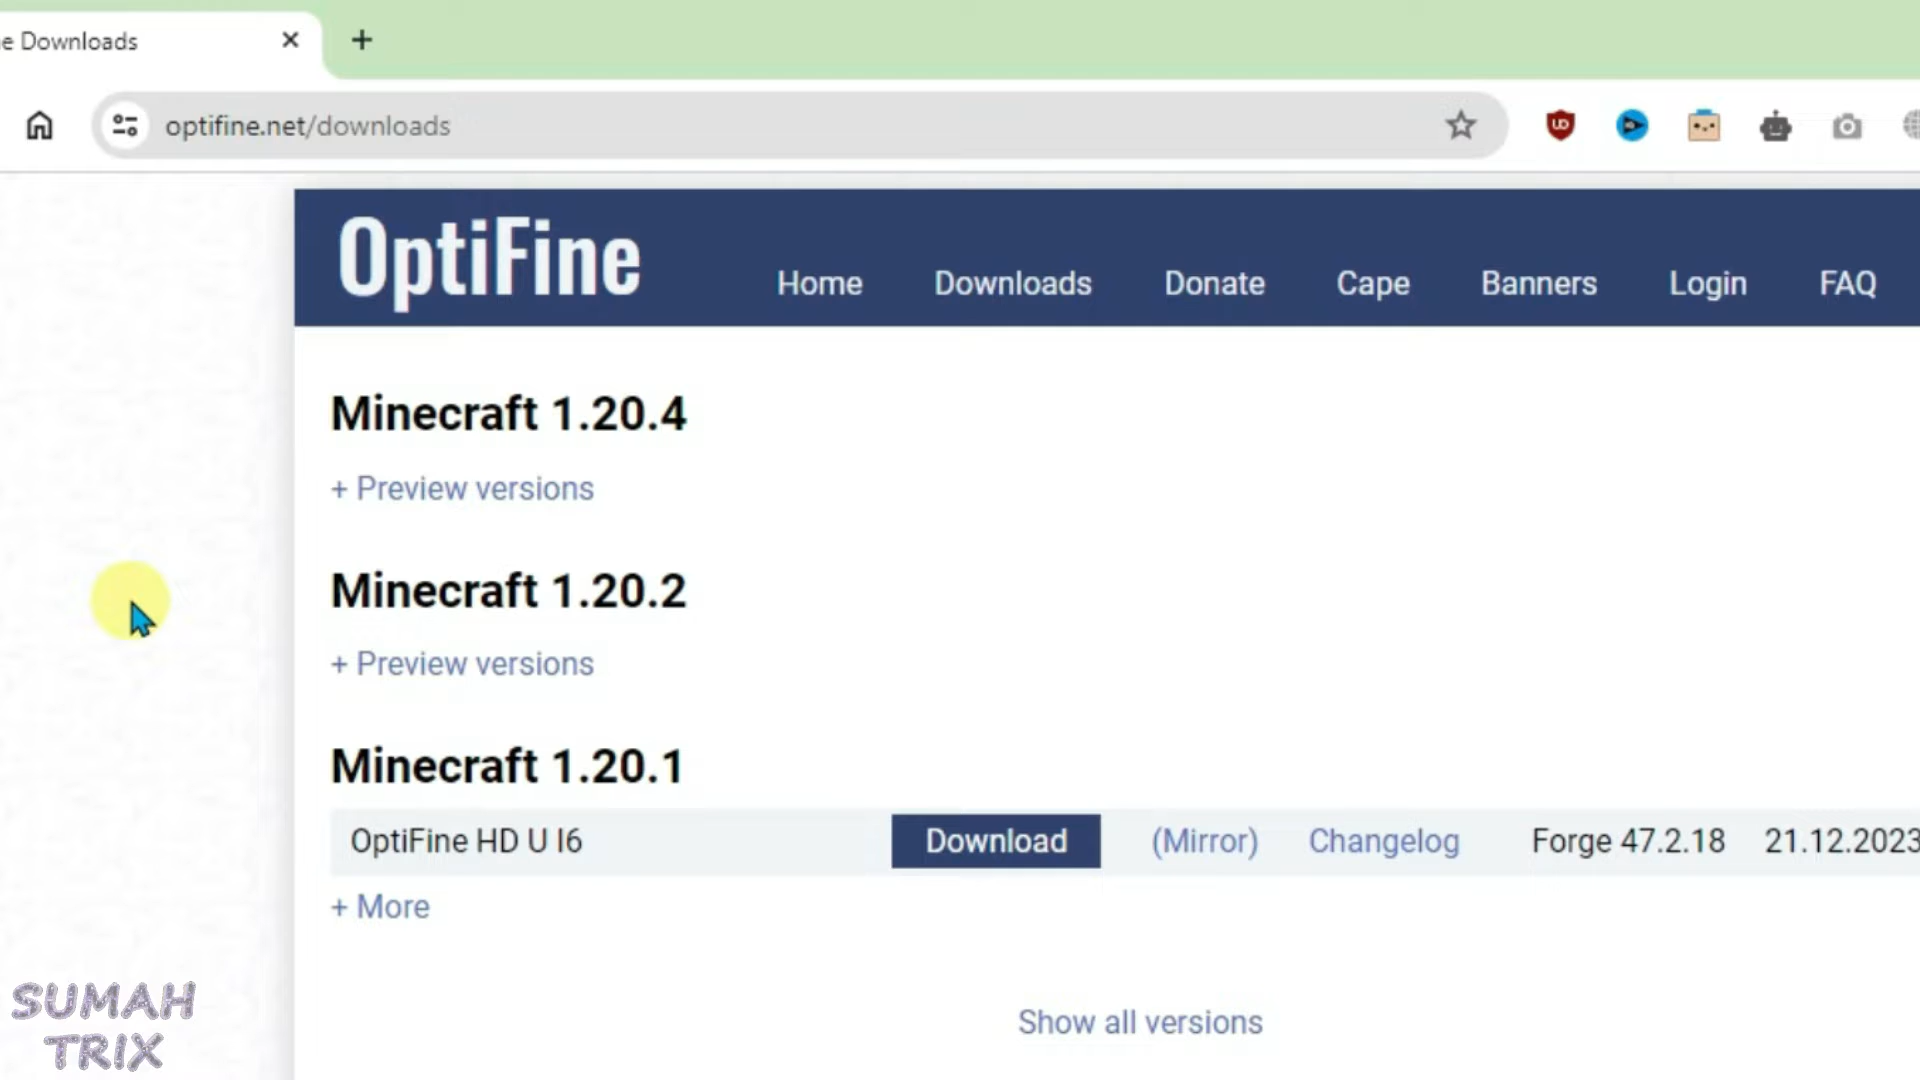 e Downloads
optifine.net/downloads
OptiFine
Home Downloads Donate Cape Banners Login FAQ
Minecraft 1.20.4
+ Preview versions
Minecraft 1.20.2
+ Preview versions
Minecraft 1.20.1
OptiFine HD U I6 Download (Mirror) Changelog Forge 47.2.18 21.12.2023
+ More
Show all versions
SUMAH
TRIX